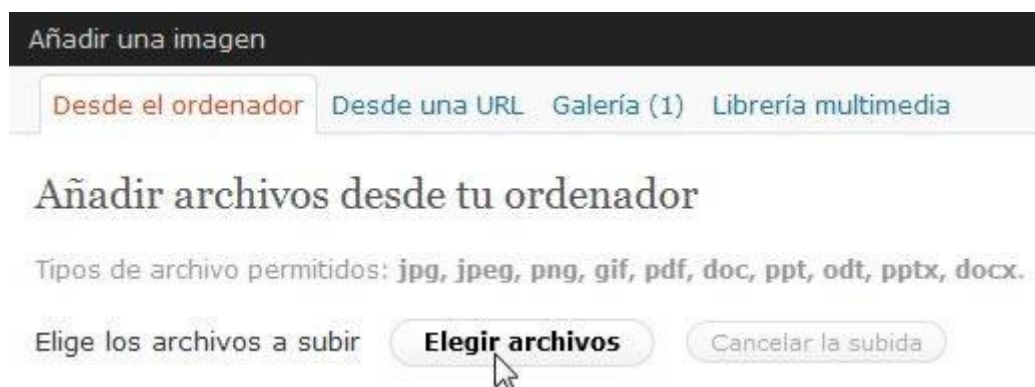 Añadir una imagen
Desde el ordenador Desde una URL Galería (1) Librería multimedia
Añadir archivos desde tu ordenador
Tipos de archivo permitidos: jpg, jpeg, png, gif, pdf, doc, ppt, odt, pptx, docx.
Elige los archivos a subir Elegir archivos Cancelar la subida